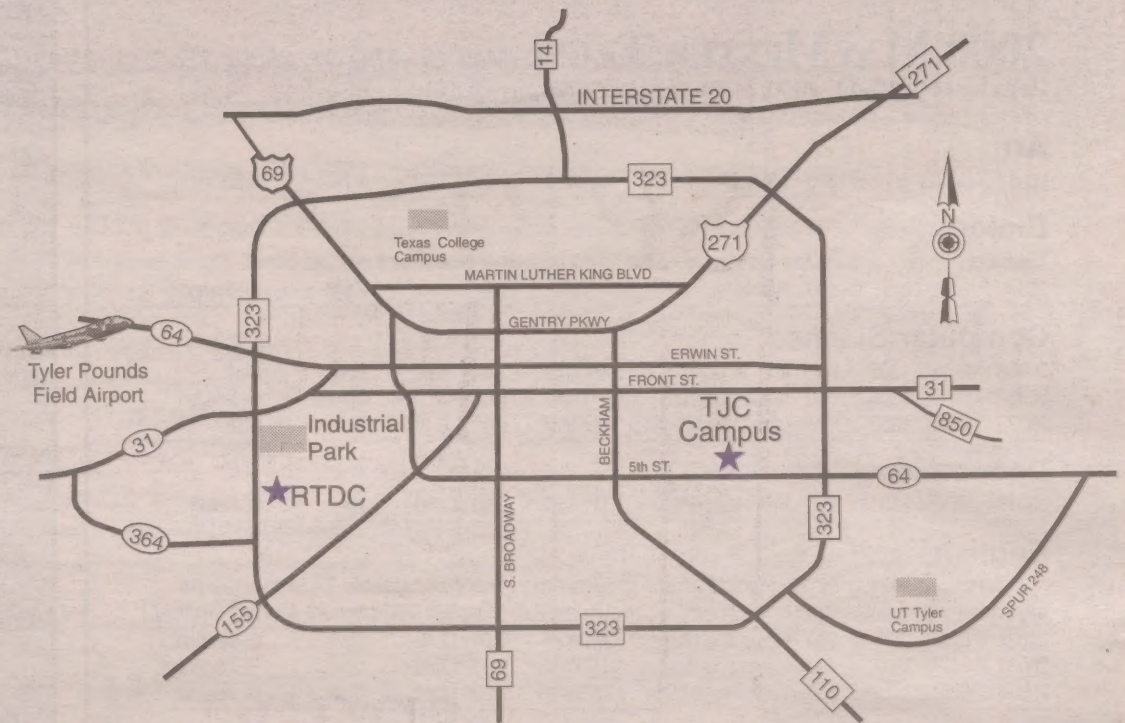 14
271
INTERSTATE 20
69
323
N
Texas College
Campus
271
MARTIN LUTHER KING BLVD
323
GENTRY PKWY
64
ERWIN ST.
Tyler Pounds
Field Airport
FRONT ST.
31
TJC
Campus
850
Industrial
Park
31
BECKHAM
5th ST.
64
RTDC
323
364
S. BROADWAY
SPUR 248
UT Tyler
Campus
155
323
69
110